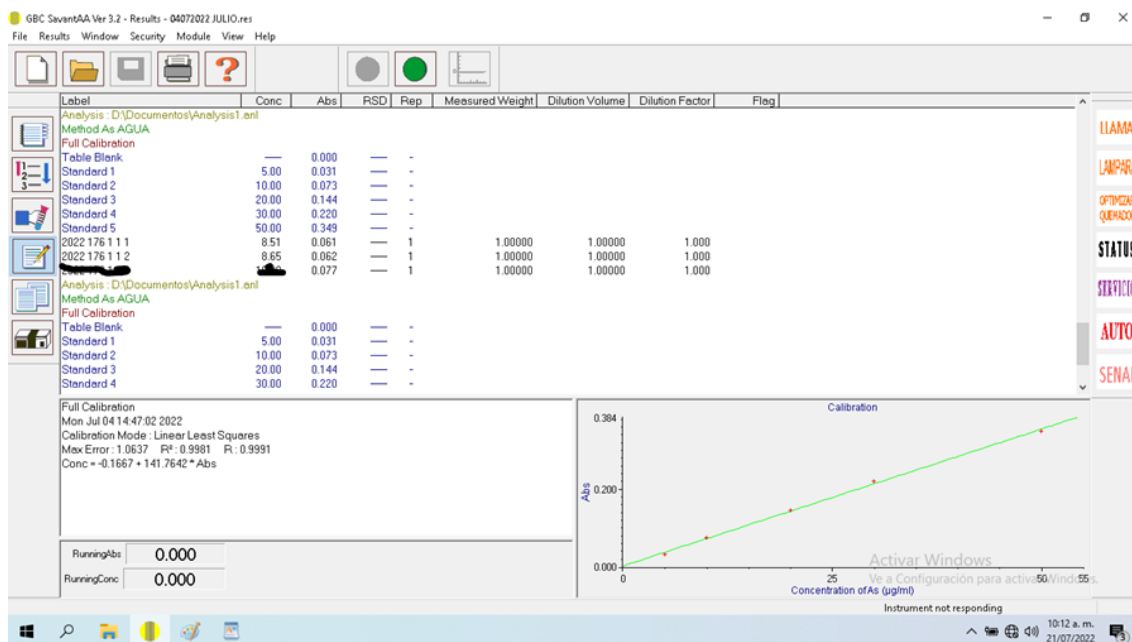 GBC SavantAA Ver 3.2 - Results - 04072022 JULIO.res
File Results Window Security Module View Help
Label Conc Abs RSD Rep Measured Weight Dilution Volume Dilution Factor Flag
Analysis : D:\Documentos\Analysis1.anl
Method As AGUA
Full Calibration
Table Blank — 0.000 — -
Standard 1 5.00 0.031 — -
Standard 2 10.00 0.073 — -
Standard 3 20.00 0.144 — -
Standard 4 30.00 0.220 — -
Standard 5 50.00 0.349 — -
2022 176 1 1 1 8.51 0.061 — 1 1.00000 1.00000 1.000
2022 176 1 1 2 8.65 0.062 — 1 1.00000 1.00000 1.000
0.077 — 1 1.00000 1.00000 1.000
Analysis : D:\Documentos\Analysis1.anl
Method As AGUA
Full Calibration
Table Blank — 0.000 — -
Standard 1 5.00 0.031 — -
Standard 2 10.00 0.073 — -
Standard 3 20.00 0.144 — -
Standard 4 30.00 0.220 — -
LLAMA
LAMPAR
OPTIMIZAR
QUEMADOR
STATUS
SERVICIO
AUTO
SENAL
Full Calibration
Mon Jul 04 14:47:02 2022
Calibration Mode : Linear Least Squares
Max Error : 1.0637 R² : 0.9981 R : 0.9991
Conc = -0.1667 + 141.7642 * Abs
RunningAbs 0.000
RunningConc 0.000
Calibration
0.384
0.200
0.000
Abs
0 25 50 55
Concentration of As (µg/ml)
Activar Windows
Ve a Configuración para activar Windows.
Instrument not responding
10:12 a. m.
21/07/2022
3